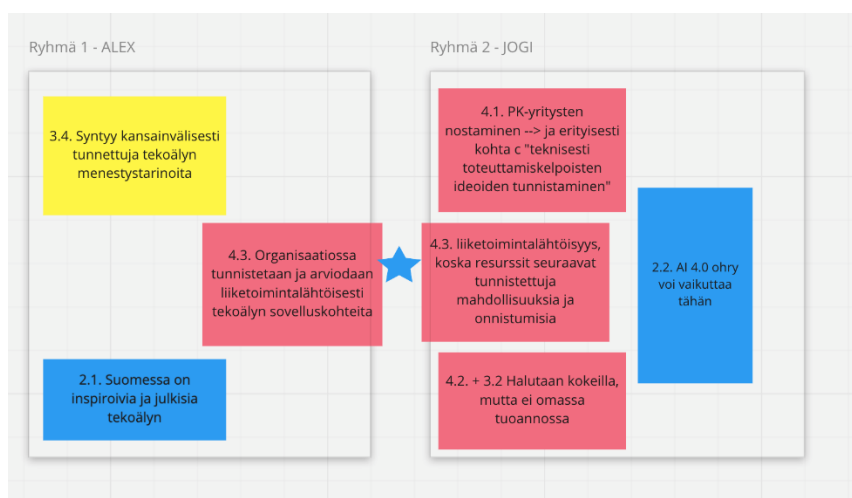 Ryhmä 1 - ALEX
3.4. Syntyy kansainvälisesti
tunnettuja tekoälyn
menestystarinoita
4.3. Organisaatiossa
tunnistetaan ja arvioidaan
liiketoimintalähtöisesti
tekoälyn sovelluskohteita
2.1. Suomessa on
inspiroivia ja julkisia
tekoälyn
Ryhmä 2 - JOGI
4.1. PK-yritysten
nostaminen --> ja erityisesti
kohta c "teknisesti
toteuttamiskelpoisten
ideoiden tunnistaminen"
4.3. liiketoimintalähtöisyys,
koska resurssit seuraavat
tunnistettuja
mahdollisuuksia ja
onnistumisia
2.2. AI 4.0 ohry
voi vaikuttaa
tähän
4.2. + 3.2 Halutaan kokeilla,
mutta ei omassa
tuoannossa